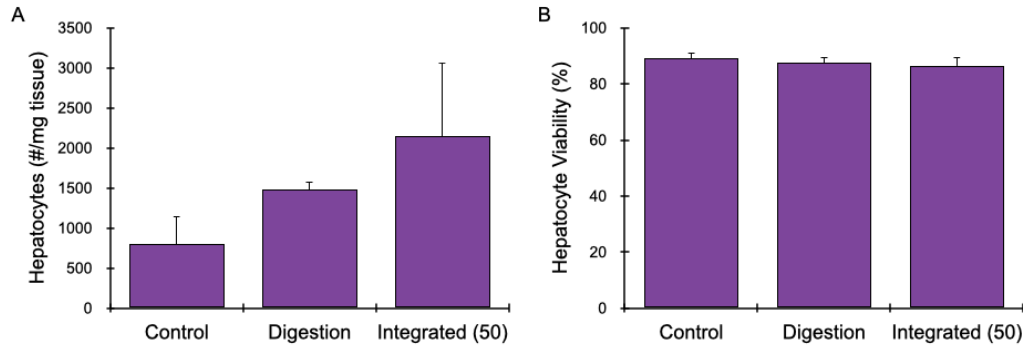 A
Hepatocytes (#/mg tissue)
3500
3000
2500
2000
1500
1000
500
0
Control Digestion Integrated (50)
B
Hepatocyte Viability (%)
100
80
60
40
20
0
Control Digestion Integrated (50)